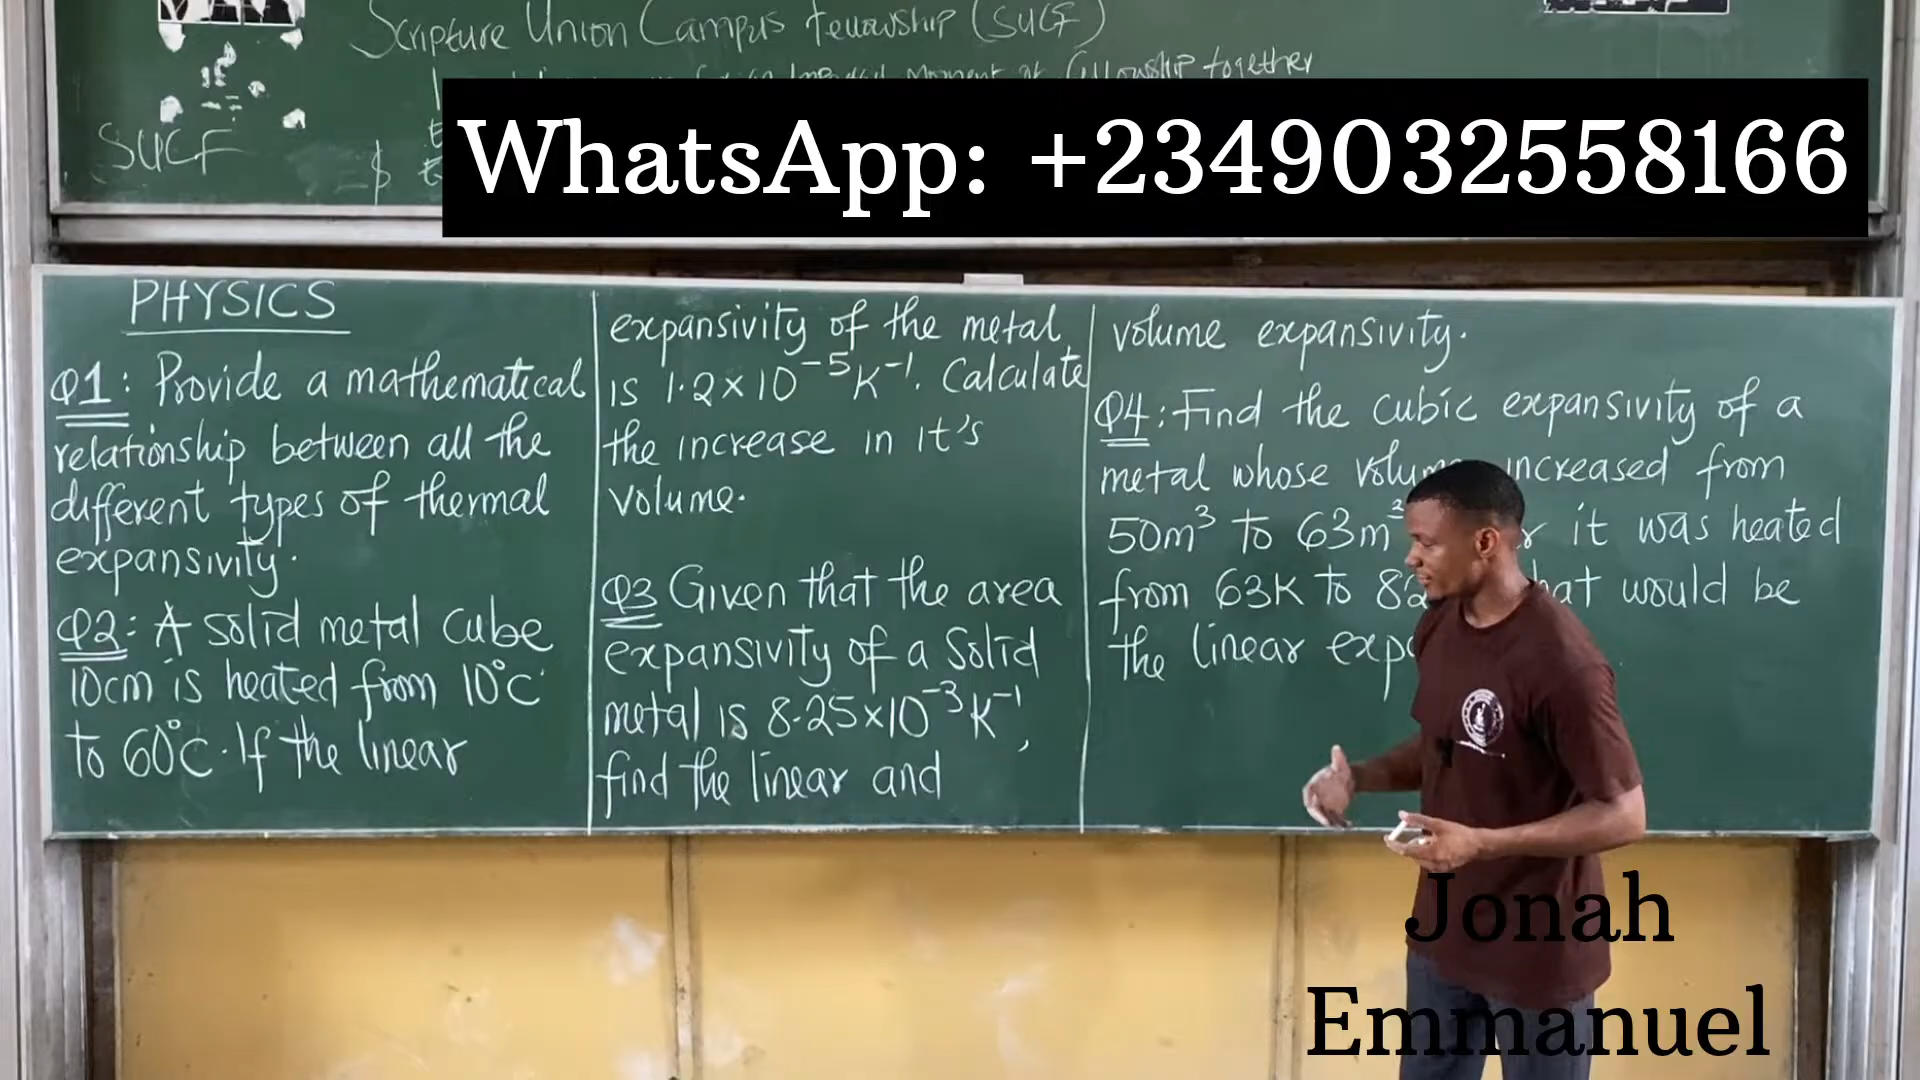 Scripture Union Campus fellowship (SUCF)
Moment of fellowship together
SUCF
WhatsApp: +2349032558166
PHYSICS
Q1: Provide a mathematical
relationship between all the
different types of thermal
expansivity.
Q2: A solid metal cube
10cm is heated from 10°C
to 60°C. If the linear
expansivity of the metal
is 1.2×10⁻⁵K⁻¹. Calculate
the increase in it's
volume.
Q3 Given that the area
expansivity of a Solid
metal is 8.25×10⁻³K⁻¹,
find the linear and
volume expansivity.
Q4: Find the cubic expansivity of a
metal whose increased from
50m³ to 63m³ it was heated
from 63K to would be
the linear
Jonah
Emmanuel